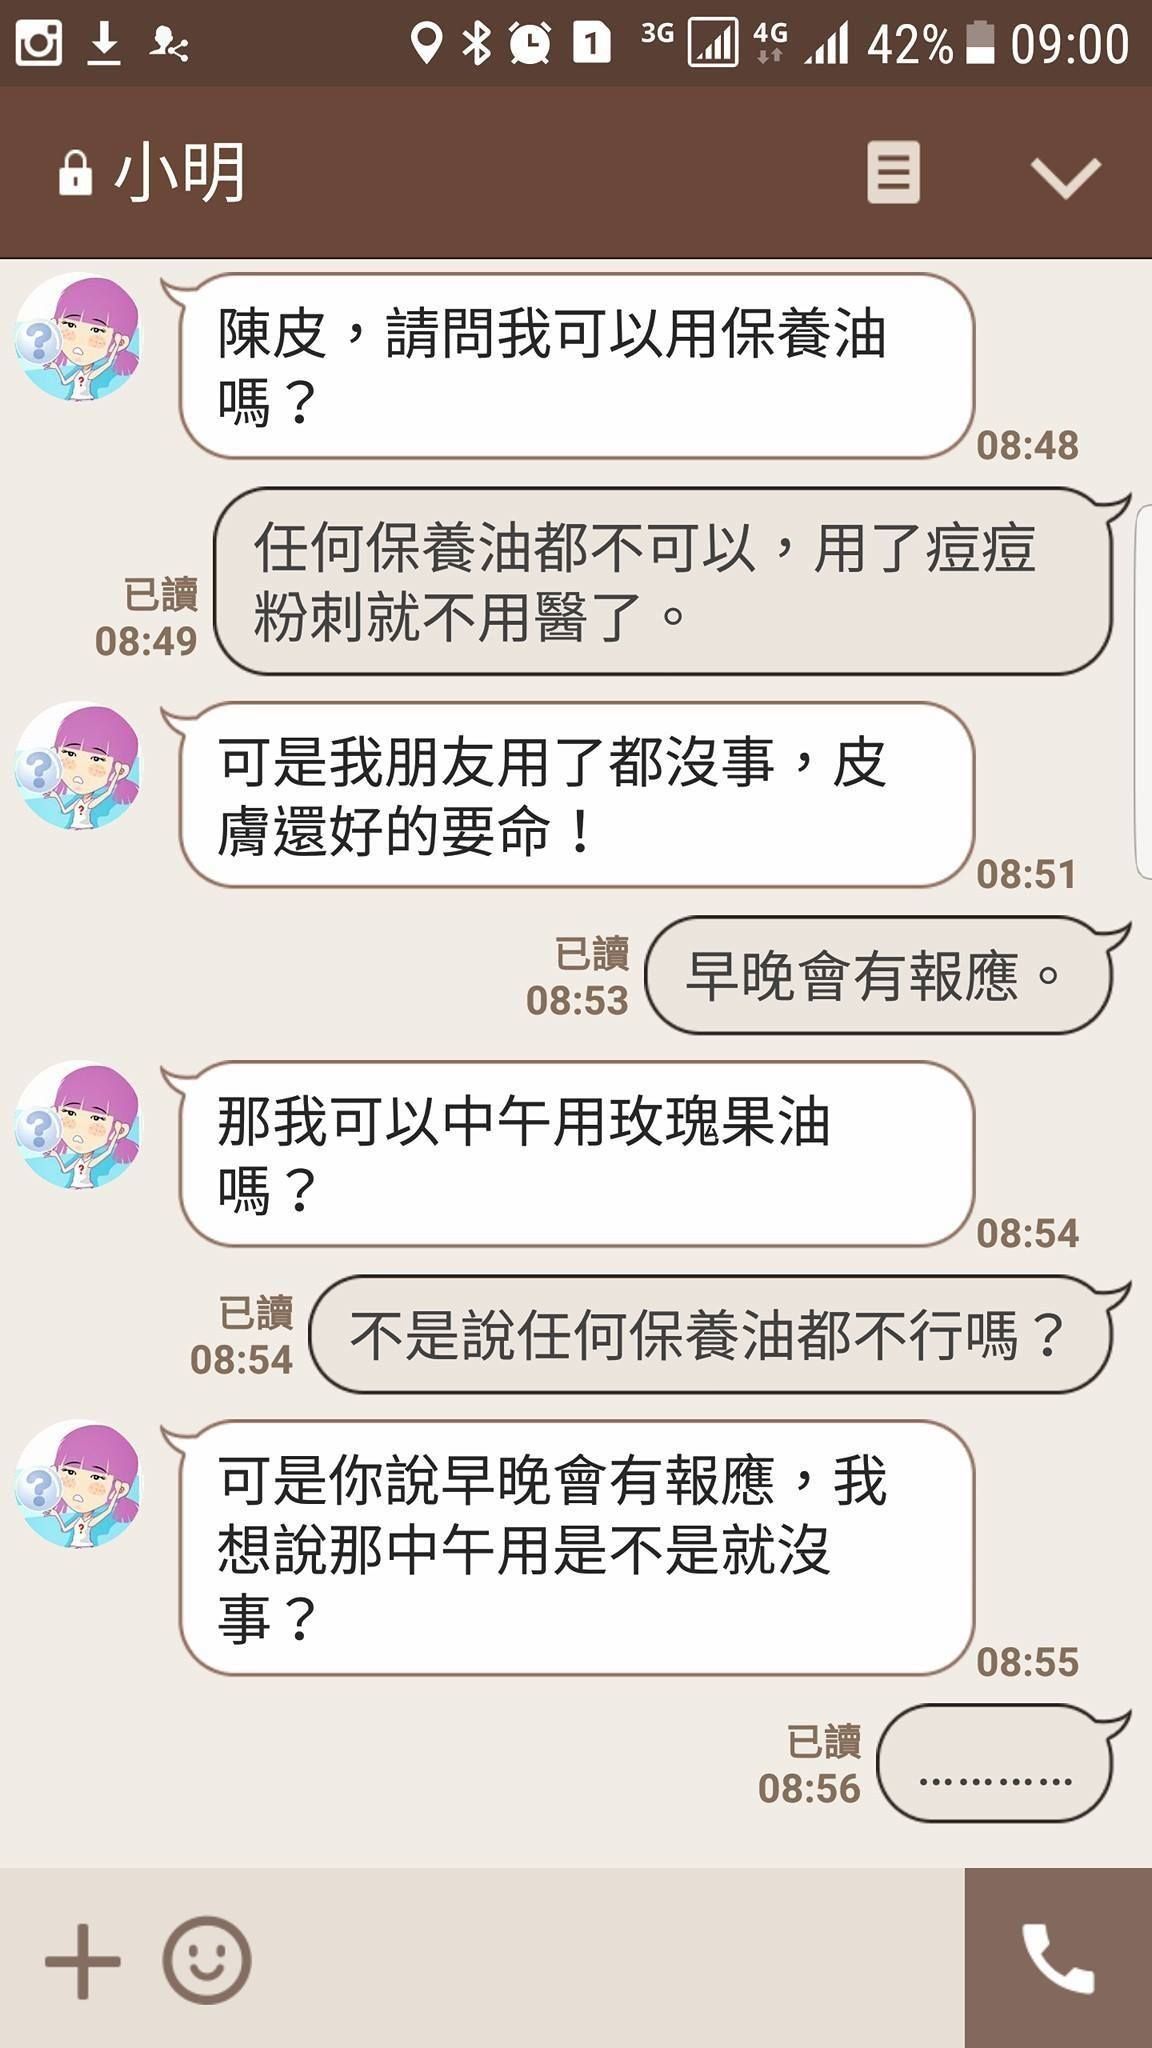 1 3G 4G 42% 09:00
小明
陳皮，請問我可以用保養油
嗎？
08:48
任何保養油都不可以，用了痘痘
粉刺就不用醫了。
已讀
08:49
可是我朋友用了都沒事，皮
膚還好的要命！
08:51
早晚會有報應。
已讀
08:53
那我可以中午用玫瑰果油
嗎？
08:54
不是說任何保養油都不行嗎？
已讀
08:54
可是你說早晚會有報應，我
想說那中午用是不是就沒
事？
08:55
…………
已讀
08:56